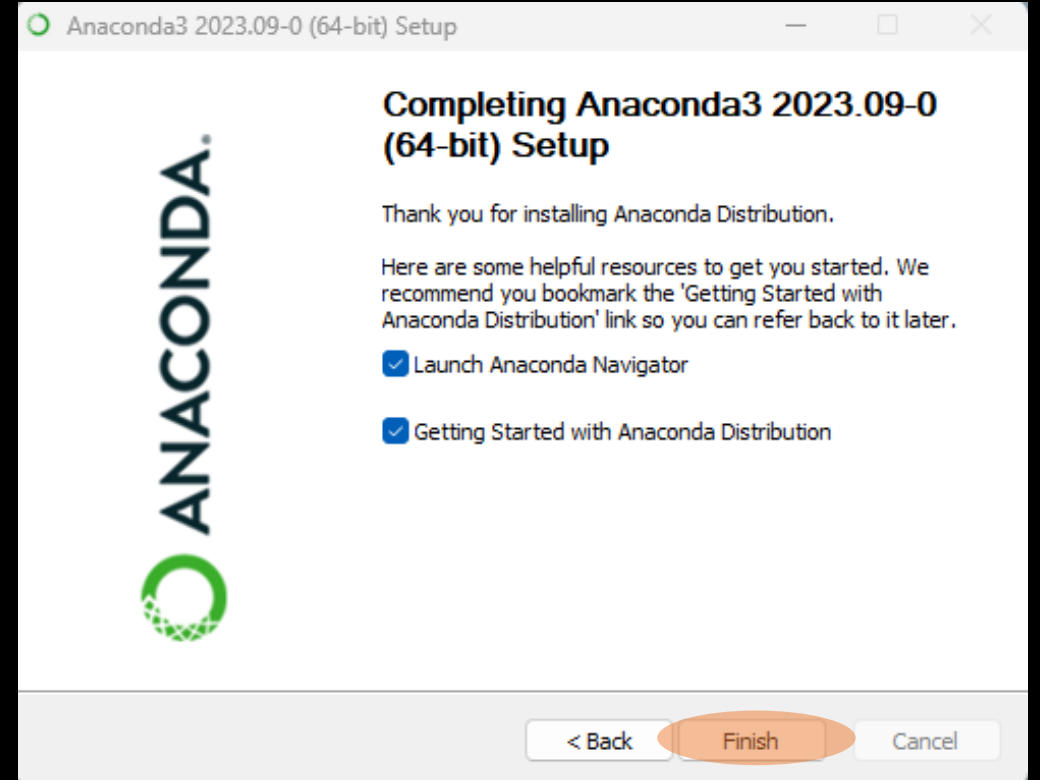 Anaconda3 2023.09-0 (64-bit) Setup
ANACONDA.
Completing Anaconda3 2023.09-0
(64-bit) Setup
Thank you for installing Anaconda Distribution.
Here are some helpful resources to get you started. We
recommend you bookmark the 'Getting Started with
Anaconda Distribution' link so you can refer back to it later.
Launch Anaconda Navigator
Getting Started with Anaconda Distribution
< Back
Finish
Cancel